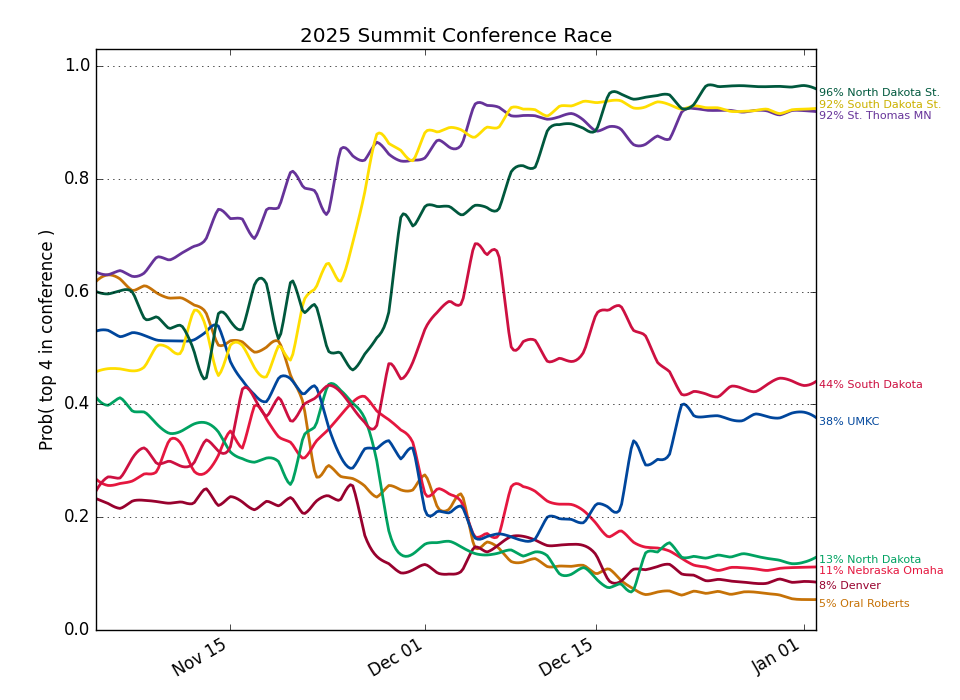 2025 Summit Conference Race
Prob( top 4 in conference )
1.0
0.8
0.6
0.4
0.2
0.0
Nov 15
Dec 01
Dec 15
Jan 01
96% North Dakota St.
92% South Dakota St.
92% St. Thomas MN
44% South Dakota
38% UMKC
13% North Dakota
11% Nebraska Omaha
8% Denver
5% Oral Roberts